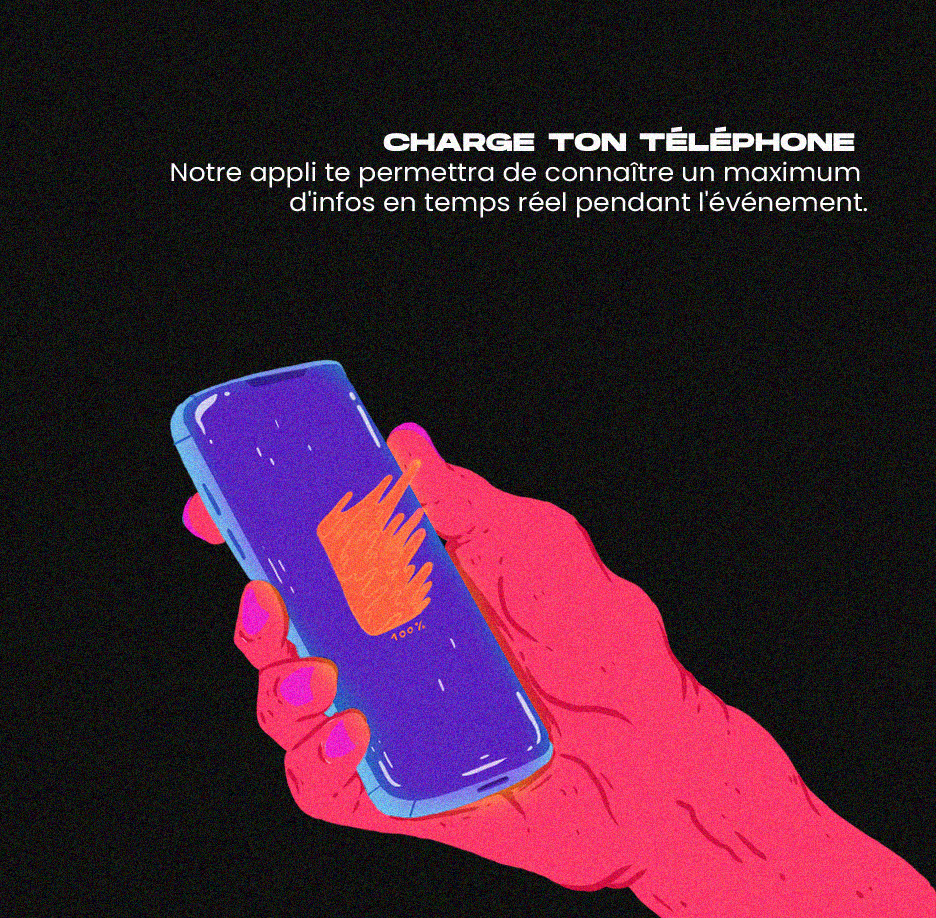 CHARGE TON TÉLÉPHONE
Notre appli te permettra de connaître un maximum
d'infos en temps réel pendant l'événement.
100%